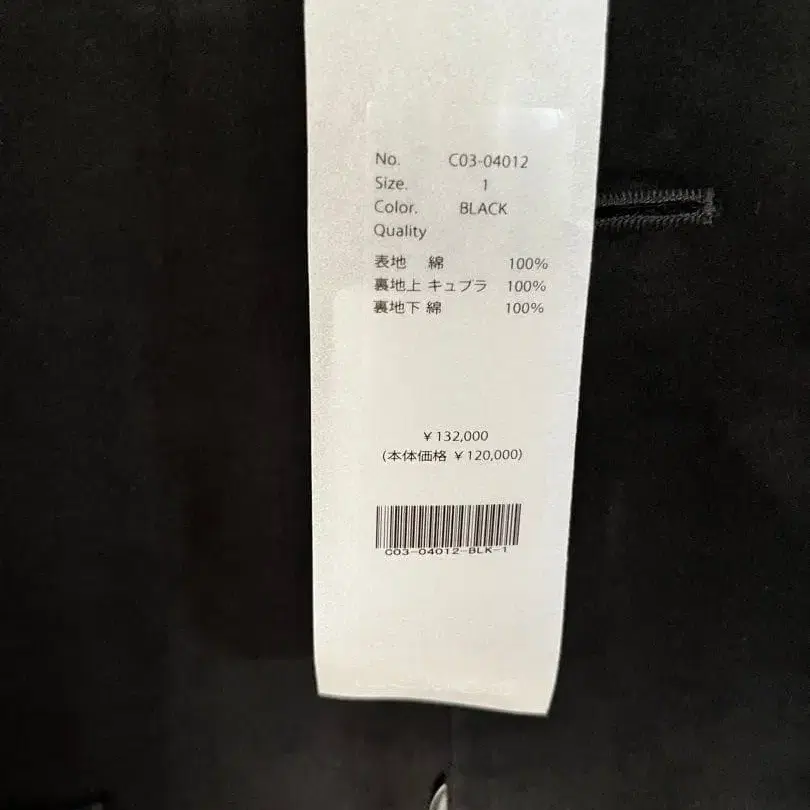 No. C03-04012
Size. 1
Color. BLACK
Quality
表地 綿 100%
裏地上 キュプラ 100%
裏地下 綿 100%
¥132,000
(本体価格 ¥120,000)
C03-04012-BLK-1